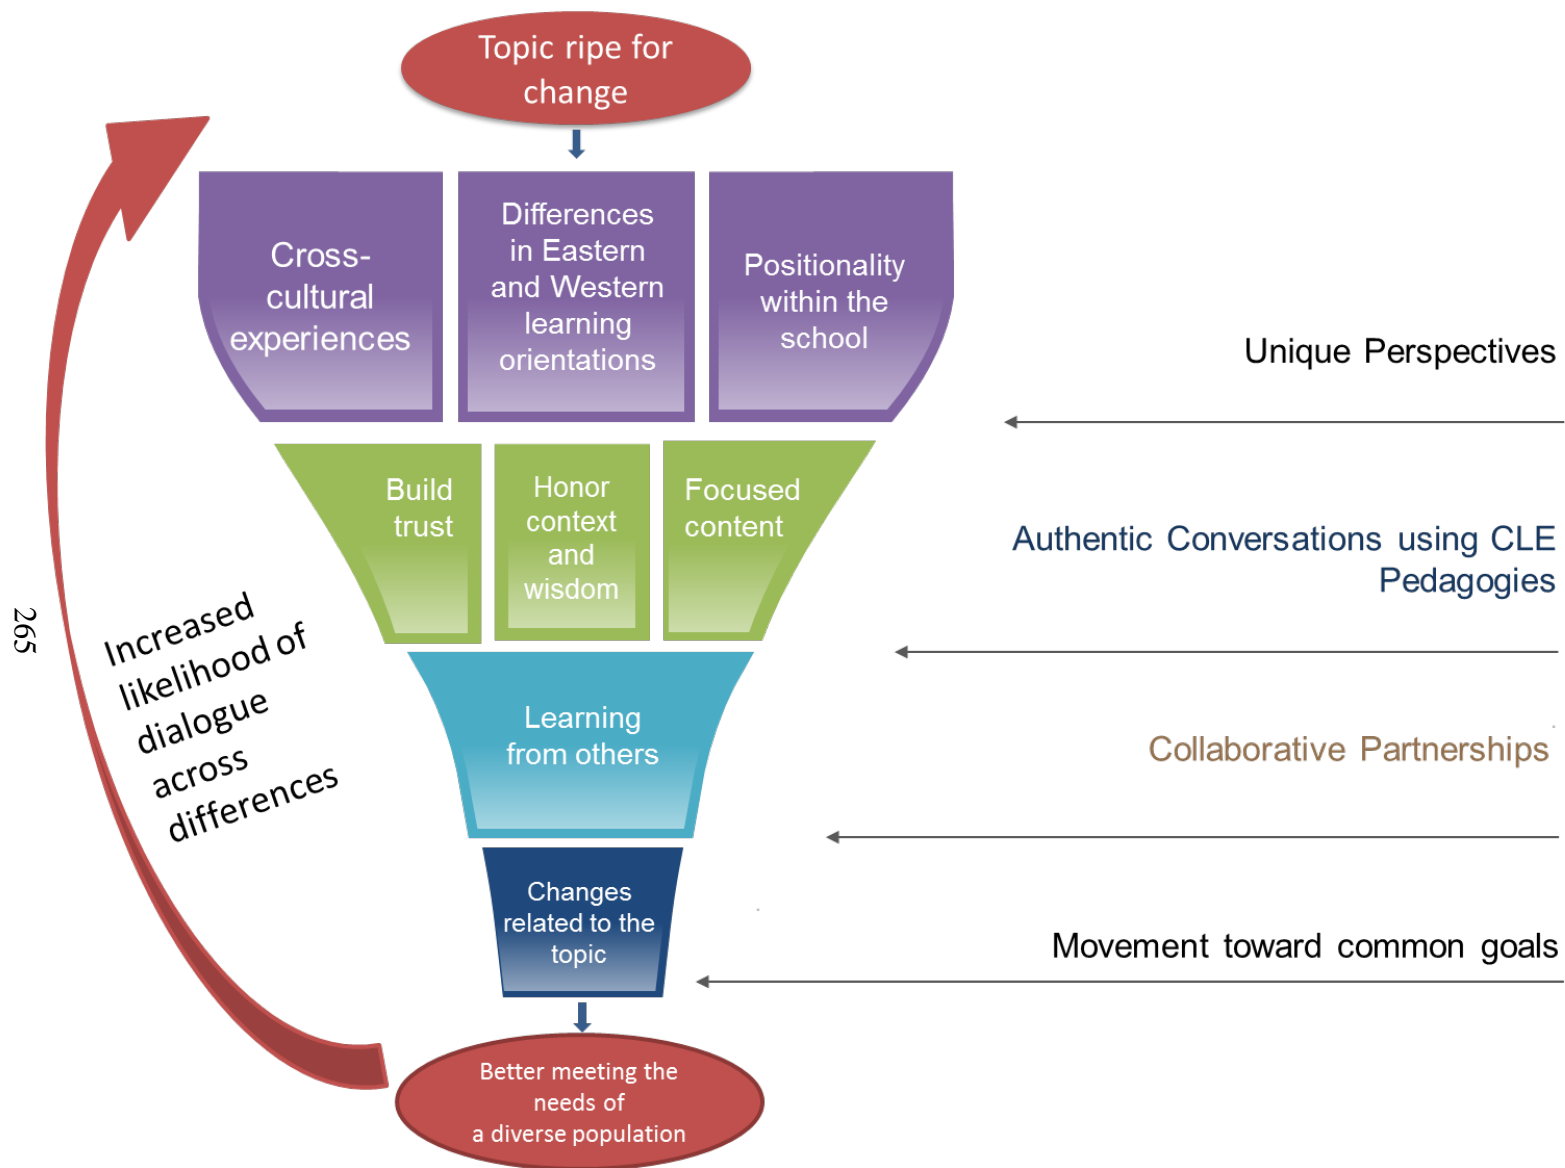 Topic ripe for
change
Cross-
cultural
experiences
Differences
in Eastern
and Western
learning
orientations
Positionality
within the
school
Unique Perspectives
Build
trust
Honor
context
and
wisdom
Focused
content
Authentic Conversations using CLE
Pedagogies
Learning
from others
Collaborative Partnerships
Changes
related to the
topic
Movement toward common goals
Better meeting the
needs of
a diverse population
Increased
likelihood of
dialogue
across
differences
265